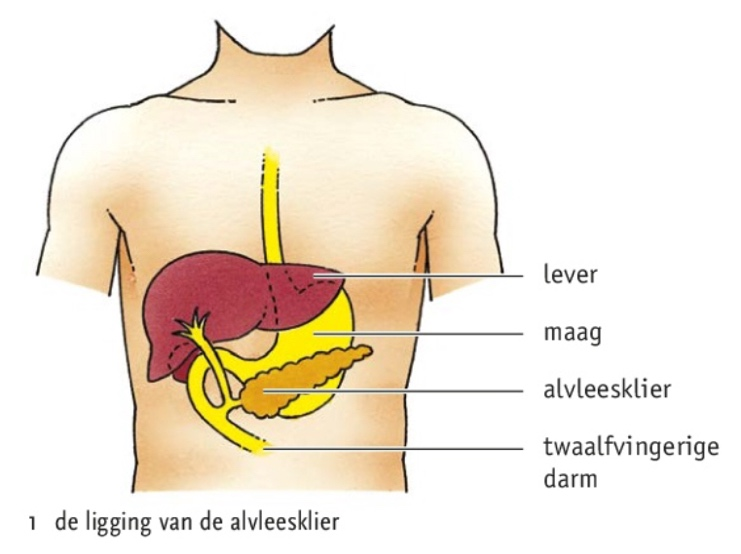 lever
maag
alvleesklier
twaalfvingerige
darm
1 de ligging van de alvleesklier